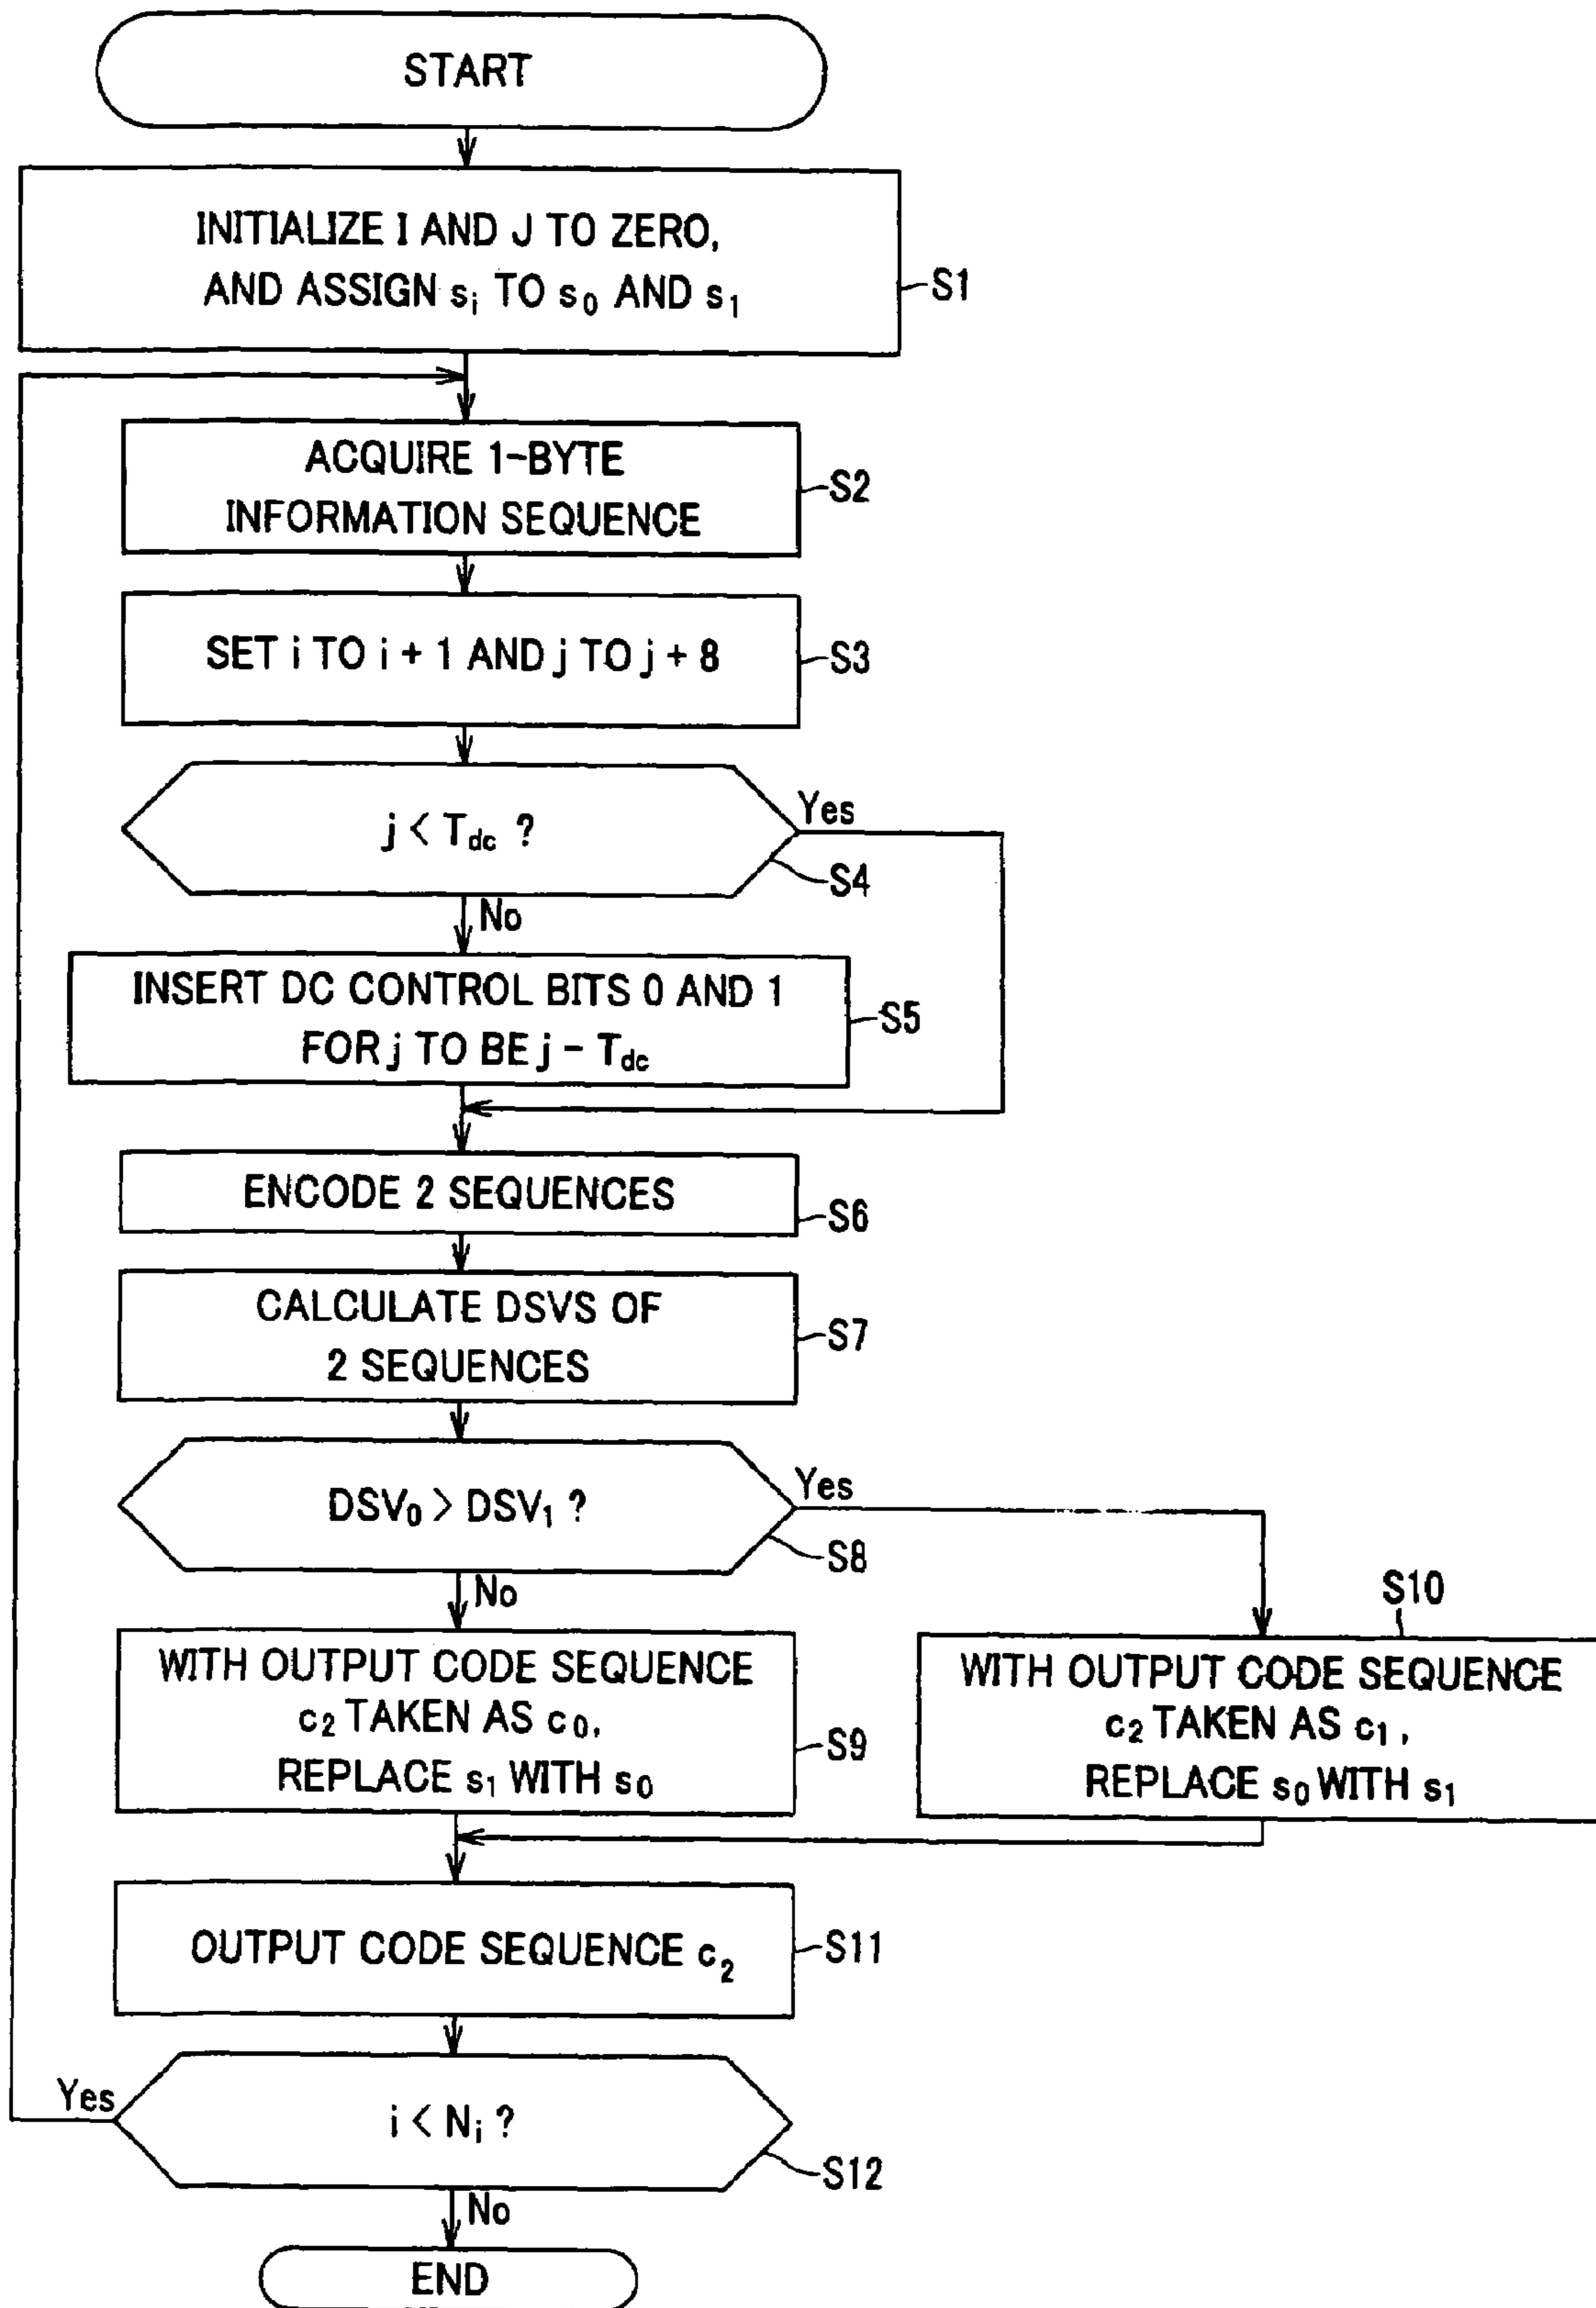 START
INITIALIZE I AND J TO ZERO,
AND ASSIGN sᵢ TO s₀ AND s₁
S1
ACQUIRE 1-BYTE
INFORMATION SEQUENCE
S2
SET i TO i + 1 AND j TO j + 8
S3
j < T_dc ?
Yes
S4
No
INSERT DC CONTROL BITS 0 AND 1
FOR j TO BE j - T_dc
S5
ENCODE 2 SEQUENCES
S6
CALCULATE DSVS OF
2 SEQUENCES
S7
DSV₀ > DSV₁ ?
Yes
S8
No
WITH OUTPUT CODE SEQUENCE
c₂ TAKEN AS c₀,
REPLACE s₁ WITH s₀
S9
S10
WITH OUTPUT CODE SEQUENCE
c₂ TAKEN AS c₁,
REPLACE s₀ WITH s₁
OUTPUT CODE SEQUENCE c₂
S11
Yes
i < Nᵢ ?
S12
No
END